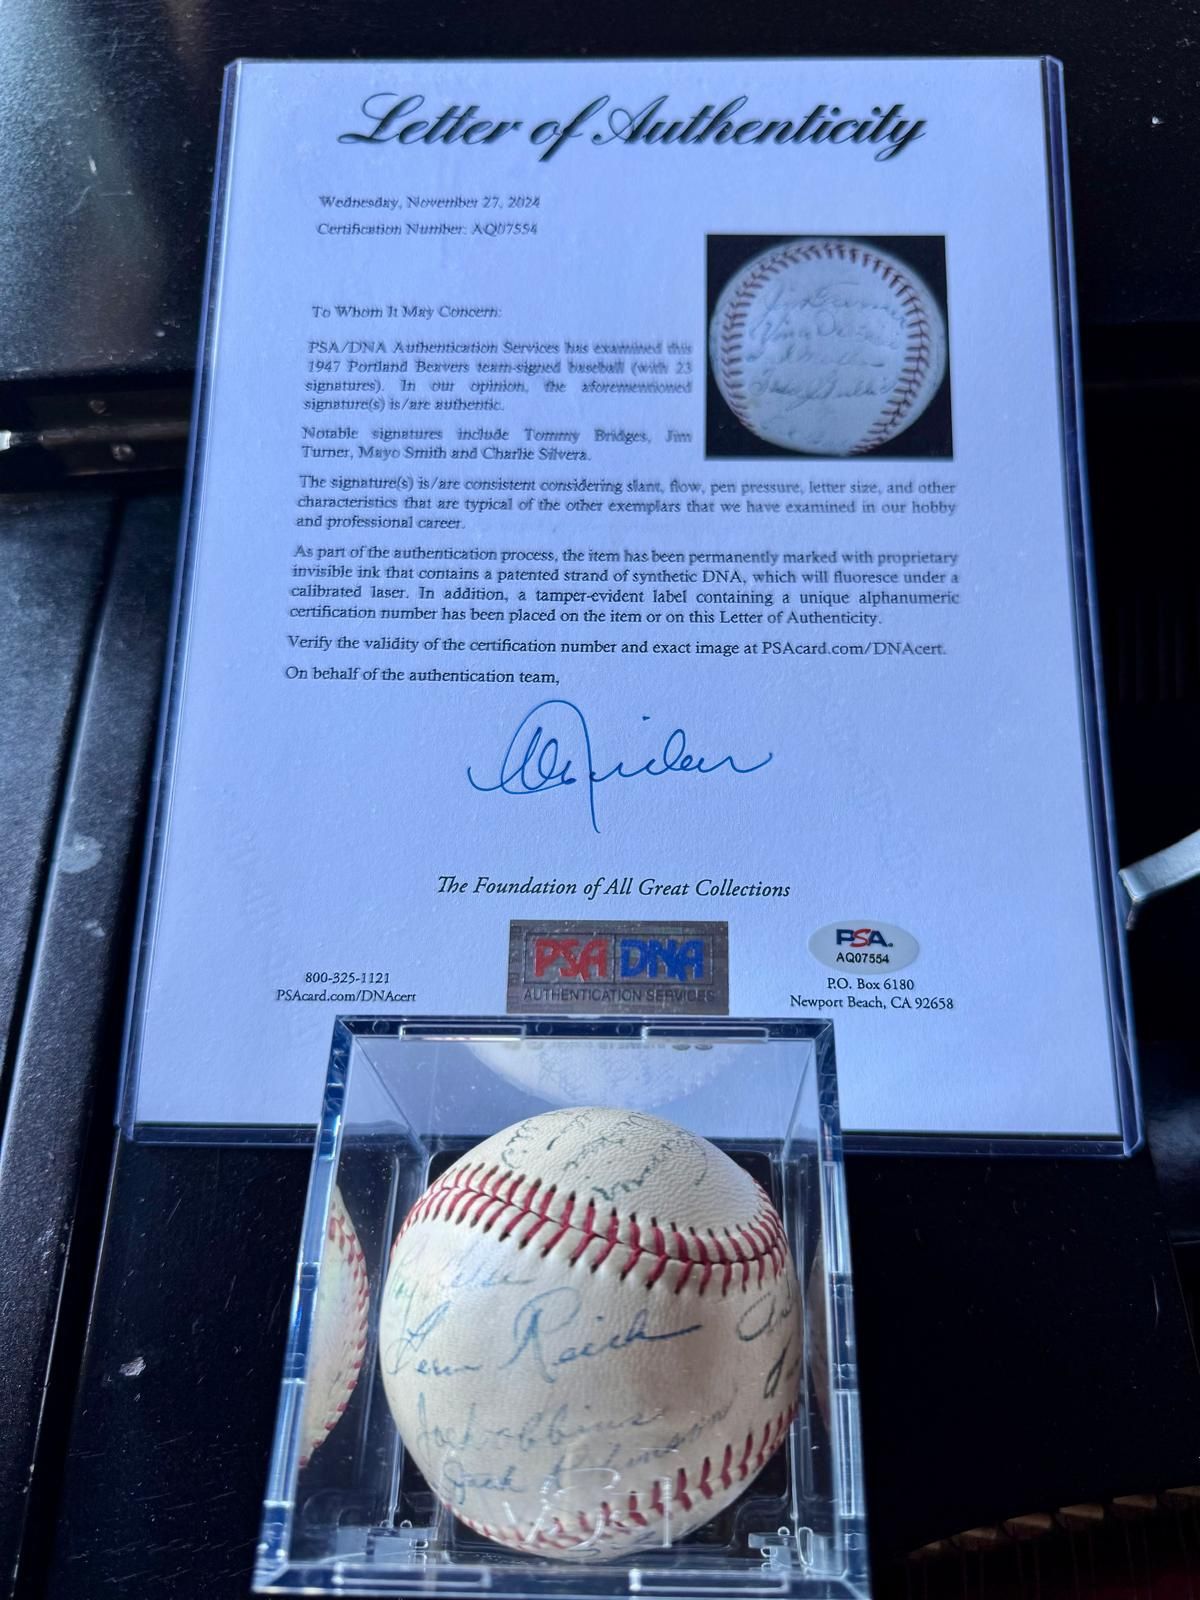 Letter of Authenticity
Wednesday, November 27, 2024
Certification Number: AQ07554
To Whom It May Concern:
PSA/DNA Authentication Services has examined this
1947 Portland Beavers team-signed baseball (with 23
signatures). In our opinion, the aforementioned
signature(s) is/are authentic.
Notable signatures include Tommy Bridges, Jim
Turner, Mayo Smith and Charlie Silvera.
The signature(s) is/are consistent considering slant, flow, pen pressure, letter size, and other
characteristics that are typical of the other exemplars that we have examined in our hobby
and professional career.
As part of the authentication process, the item has been permanently marked with proprietary
invisible ink that contains a patented strand of synthetic DNA, which will fluoresce under a
calibrated laser. In addition, a tamper-evident label containing a unique alphanumeric
certification number has been placed on the item or on this Letter of Authenticity.
Verify the validity of the certification number and exact image at PSAcard.com/DNAcert.
On behalf of the authentication team,
The Foundation of All Great Collections
800-325-1121
PSAcard.com/DNAcert
PSA DNA
AUTHENTICATION SERVICES
PSA
AQ07554
P.O. Box 6180
Newport Beach, CA 92658
Herm Reich
Jack Robinson